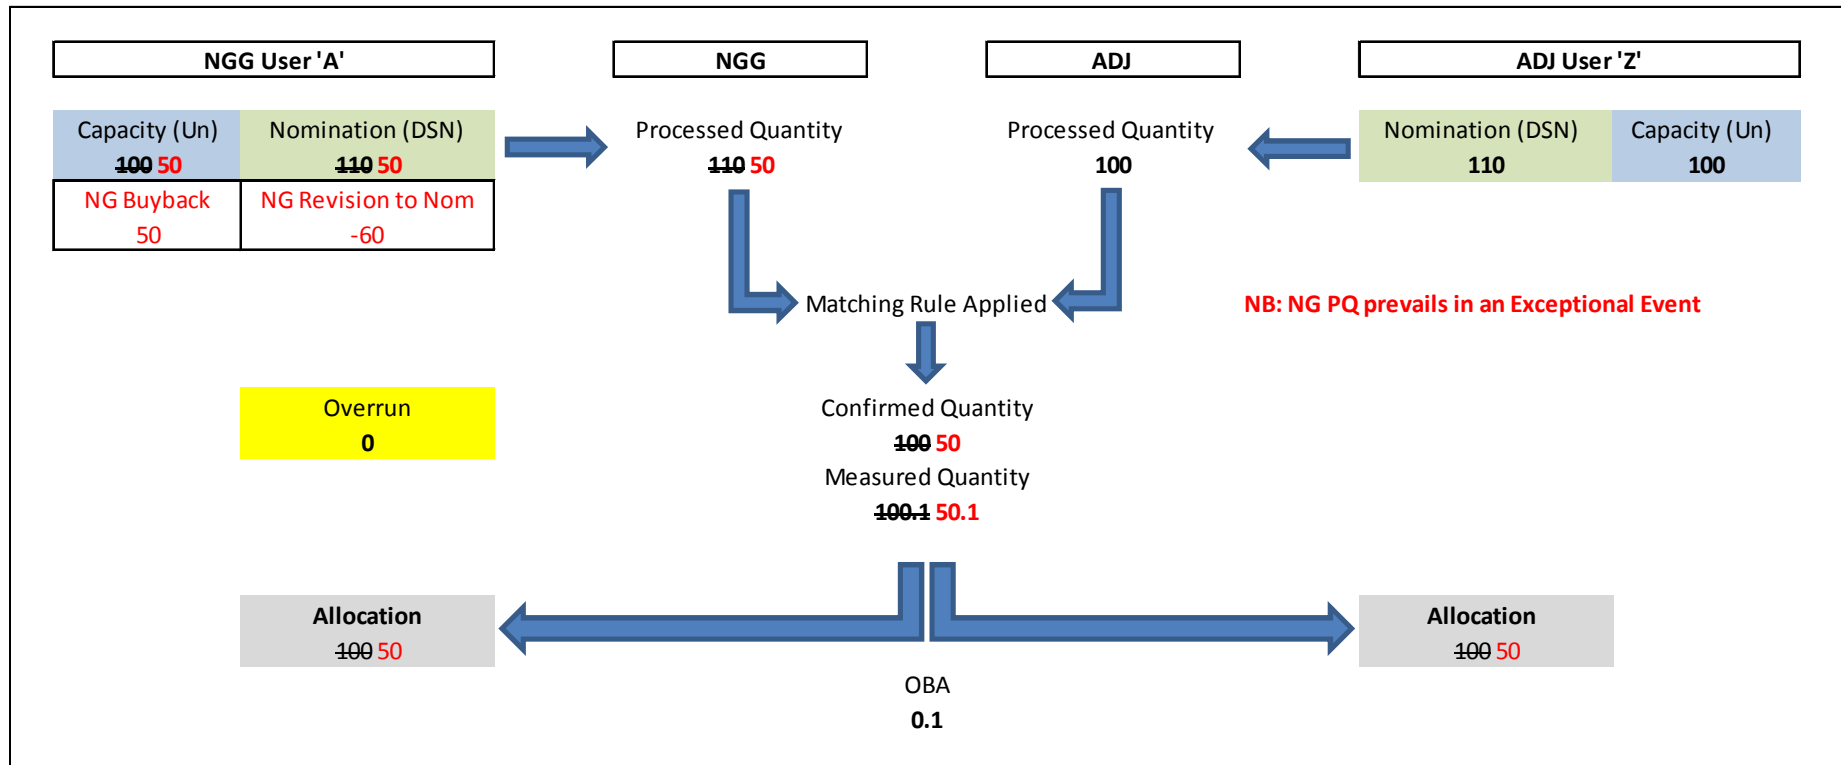 NGG User 'A'
NGG
ADJ
ADJ User 'Z'
Capacity (Un)
100 50
Nomination (DSN)
110 50
Processed Quantity
110 50
Processed Quantity
100
Nomination (DSN)
110
Capacity (Un)
100
NG Buyback
50
NG Revision to Nom
-60
Matching Rule Applied
NB: NG PQ prevails in an Exceptional Event
Overrun
0
Confirmed Quantity
100 50
Measured Quantity
100.1 50.1
Allocation
100 50
Allocation
100 50
OBA
0.1